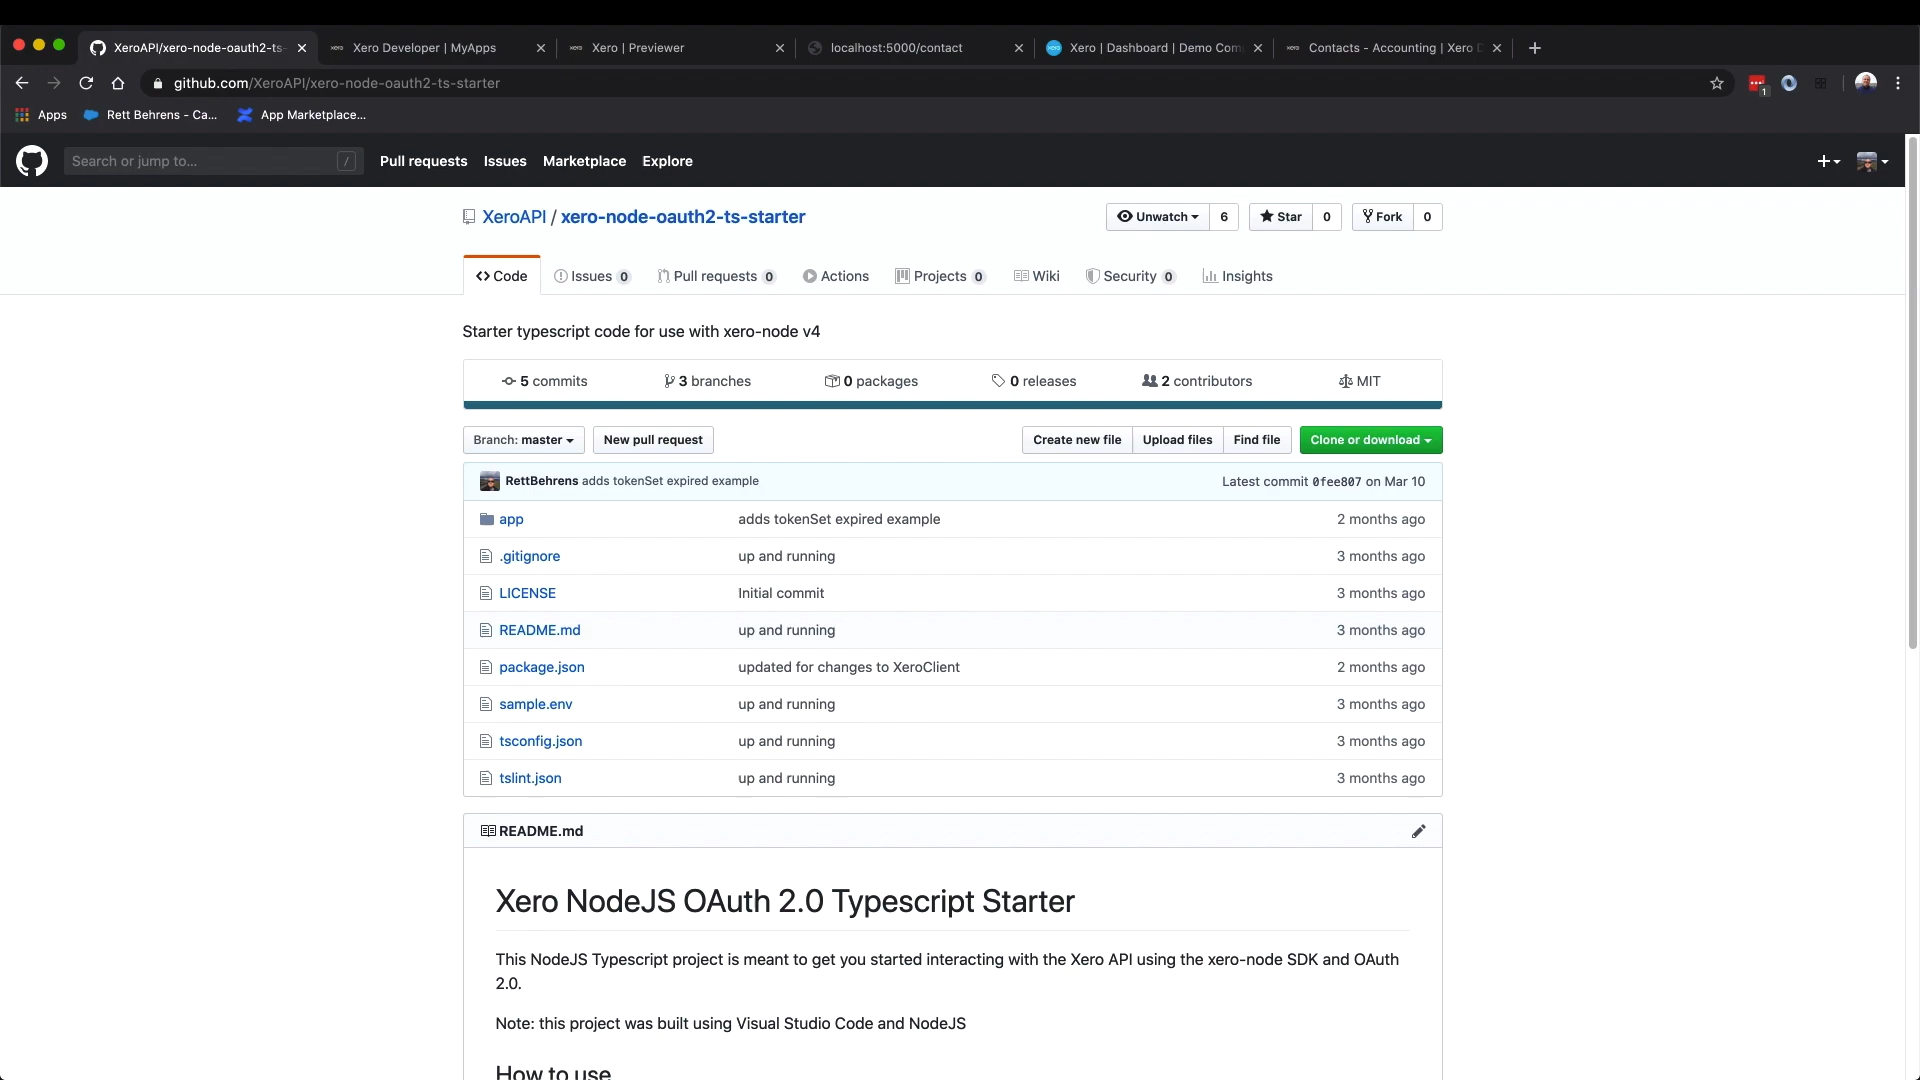 XeroAPI/xero-node-oauth2-ts-
Xero Developer | MyApps
Xero | Previewer
localhost:5000/contact
Xero | Dashboard | Demo Com
Contacts - Accounting | Xero D
github.com/XeroAPI/xero-node-oauth2-ts-starter
1
Apps
Rett Behrens - Ca...
App Marketplace...
Search or jump to...
/
Pull requests
Issues
Marketplace
Explore
XeroAPI / xero-node-oauth2-ts-starter
Unwatch
6
Star
0
Fork
0
Code
Issues 0
Pull requests 0
Actions
Projects 0
Wiki
Security 0
Insights
Starter typescript code for use with xero-node v4
5 commits
3 branches
0 packages
0 releases
2 contributors
MIT
Branch: master
New pull request
Create new file
Upload files
Find file
Clone or download
RettBehrens adds tokenSet expired example
Latest commit 0fee807 on Mar 10
app
adds tokenSet expired example
2 months ago
.gitignore
up and running
3 months ago
LICENSE
Initial commit
3 months ago
README.md
up and running
3 months ago
package.json
updated for changes to XeroClient
2 months ago
sample.env
up and running
3 months ago
tsconfig.json
up and running
3 months ago
tslint.json
up and running
3 months ago
README.md
Xero NodeJS OAuth 2.0 Typescript Starter
This NodeJS Typescript project is meant to get you started interacting with the Xero API using the xero-node SDK and OAuth
2.0.
Note: this project was built using Visual Studio Code and NodeJS
How to use